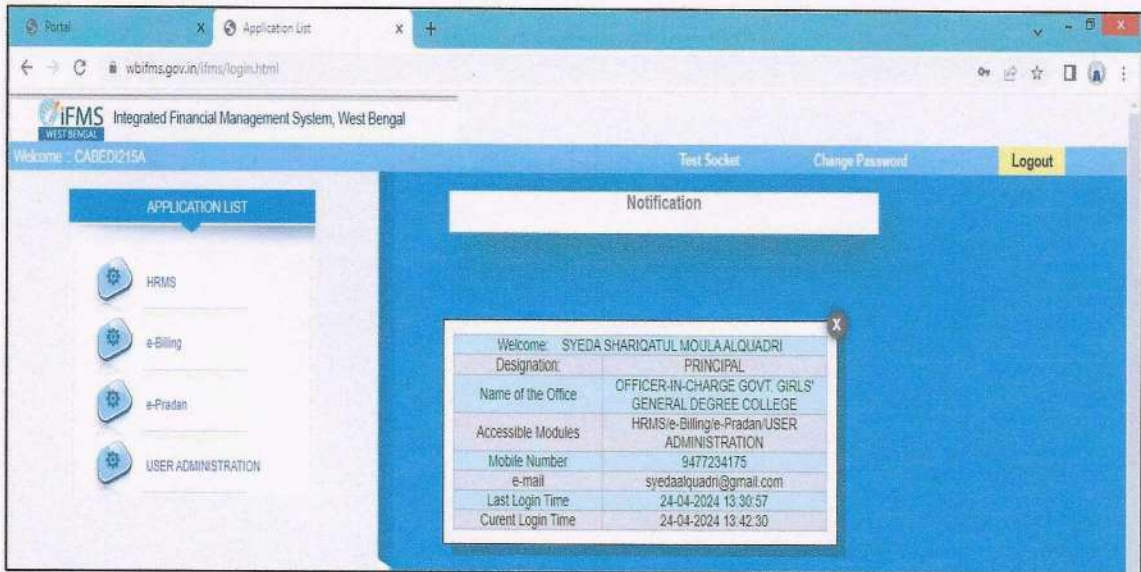 Portal
Application List
wbifms.gov.in/ifms/login.html
iFMS Integrated Financial Management System, West Bengal
WEST BENGAL
Welcome : CABEDI215A Test Socket Change Password Logout
APPLICATION LIST
HRMS
e-Billing
e-Pradan
USER ADMINISTRATION
Notification
X
Welcome: SYEDA SHARIQATUL MOULA ALQUADRI
Designation: PRINCIPAL
Name of the Office OFFICER-IN-CHARGE GOVT. GIRLS'
GENERAL DEGREE COLLEGE
Accessible Modules HRMS/e-Billing/e-Pradan/USER
ADMINISTRATION
Mobile Number 9477234175
e-mail syedaalquadri@gmail.com
Last Login Time 24-04-2024 13:30:57
Curent Login Time 24-04-2024 13:42:30